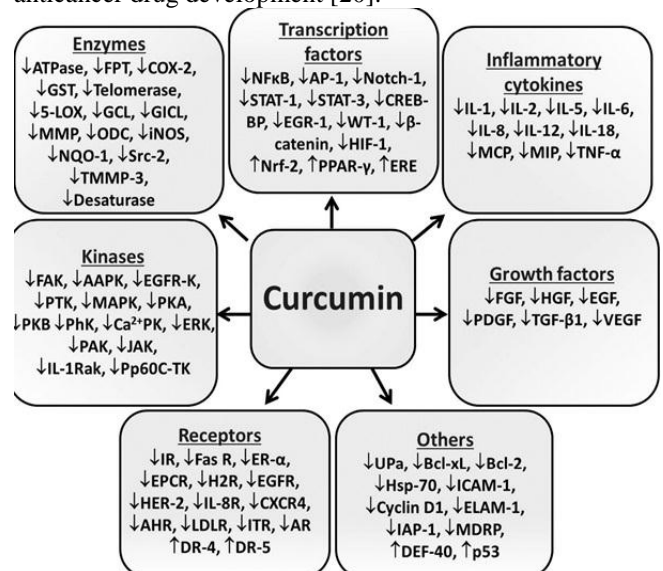 anticancer drug development [20].
Enzymes
↓ATPase, ↓FPT, ↓COX-2,
↓GST, ↓Telomerase,
↓5-LOX, ↓GCL, ↓GICL,
↓MMP, ↓ODC, ↓iNOS,
↓NQO-1, ↓Src-2,
↓TMMP-3,
↓Desaturase
Transcription
factors
↓NFκB, ↓AP-1, ↓Notch-1,
↓STAT-1, ↓STAT-3, ↓CREB-
BP, ↓EGR-1, ↓WT-1, ↓β-
catenin, ↓HIF-1,
↑Nrf-2, ↑PPAR-γ, ↑ERE
Inflammatory
cytokines
↓IL-1, ↓IL-2, ↓IL-5, ↓IL-6,
↓IL-8, ↓IL-12, ↓IL-18,
↓MCP, ↓MIP, ↓TNF-α
Kinases
↓FAK, ↓AAPK, ↓EGFR-K,
↓PTK, ↓MAPK, ↓PKA,
↓PKB ↓PhK, ↓Ca²⁺PK, ↓ERK,
↓PAK, ↓JAK,
↓IL-1Rak, ↓Pp60C-TK
Curcumin
Growth factors
↓FGF, ↓HGF, ↓EGF,
↓PDGF, ↓TGF-β1, ↓VEGF
Receptors
↓IR, ↓Fas R, ↓ER-α,
↓EPCR, ↓H2R, ↓EGFR,
↓HER-2, ↓IL-8R, ↓CXCR4,
↓AHR, ↓LDLR, ↓ITR, ↓AR
↑DR-4, ↑DR-5
Others
↓UPa, ↓Bcl-xL, ↓Bcl-2,
↓Hsp-70, ↓ICAM-1,
↓Cyclin D1, ↓ELAM-1,
↓IAP-1, ↓MDRP,
↑DEF-40, ↑p53